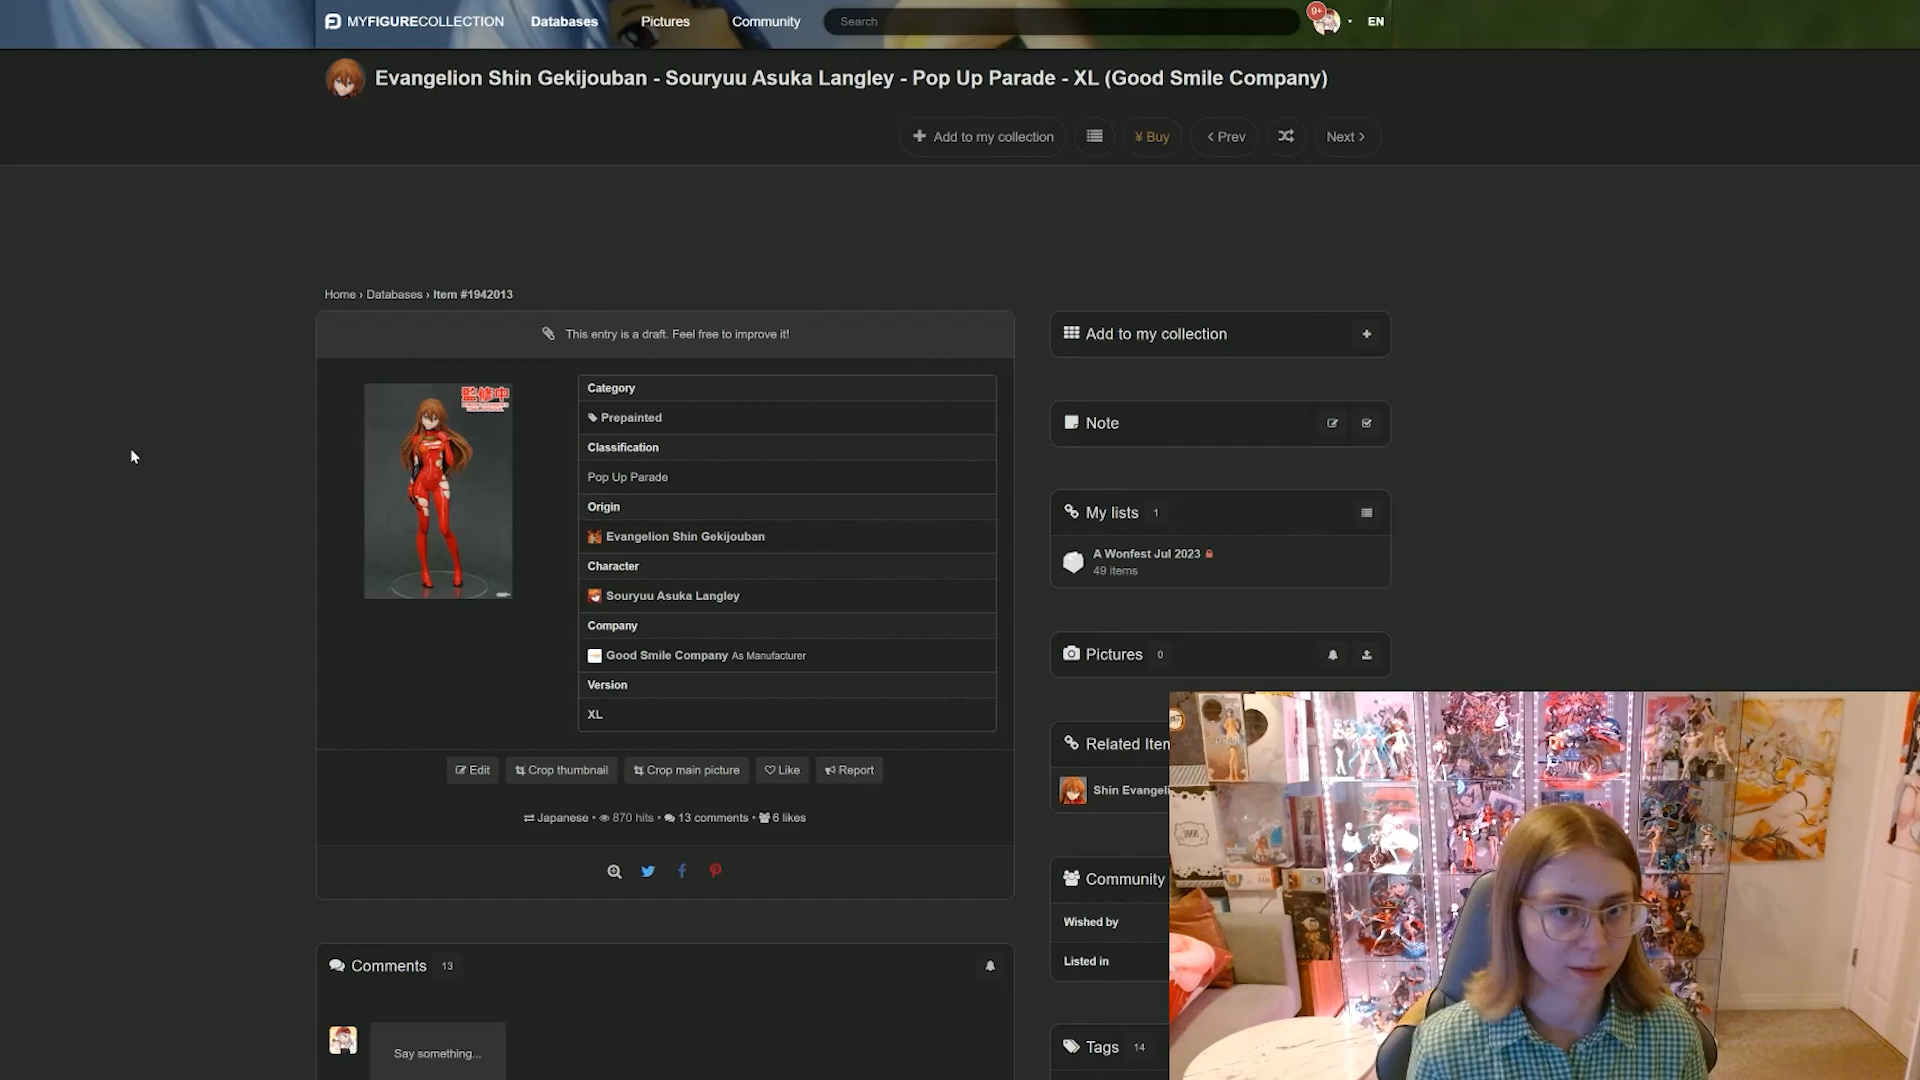 MYFIGURECOLLECTION
Databases
Pictures
Community
Search
9+
EN
Evangelion Shin Gekijouban - Souryuu Asuka Langley - Pop Up Parade - XL (Good Smile Company)
Add to my collection
¥ Buy
Prev
Next
Home › Databases › Item #1942013
This entry is a draft. Feel free to improve it!
監修中
Category
Prepainted
Classification
Pop Up Parade
Origin
Evangelion Shin Gekijouban
Character
Souryuu Asuka Langley
Company
Good Smile Company As Manufacturer
Version
XL
Edit
Crop thumbnail
Crop main picture
Like
Report
Japanese • 870 hits • 13 comments • 6 likes
Comments 13
Say something...
Add to my collection
Note
My lists 1
A Wonfest Jul 2023
49 items
Pictures 0
Related Iten
Shin Evangeli
Community
Wished by
Listed in
Tags 14